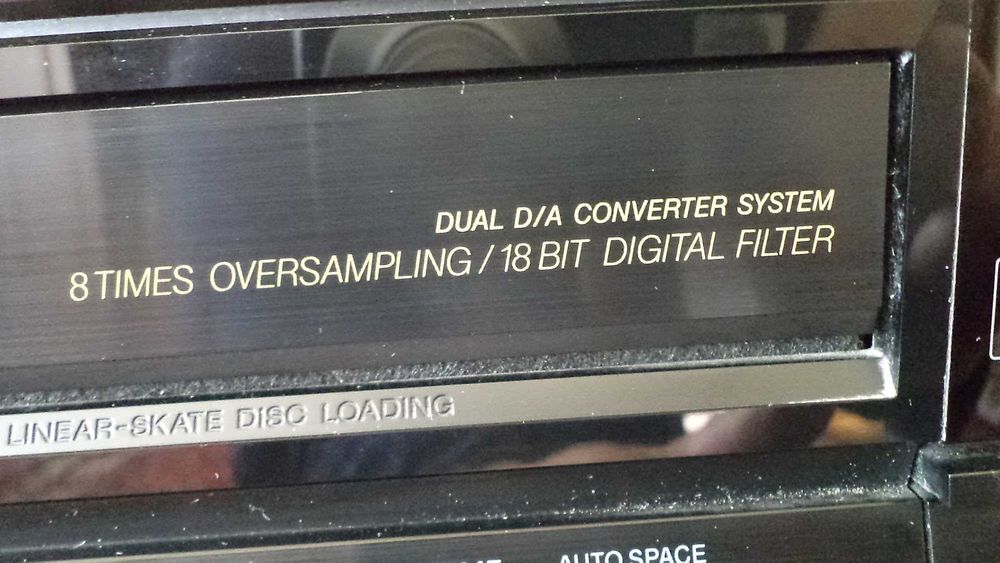 DUAL D/A CONVERTER SYSTEM
8 TIMES OVERSAMPLING / 18 BIT DIGITAL FILTER
LINEAR-SKATE DISC LOADING
AUTO SPACE